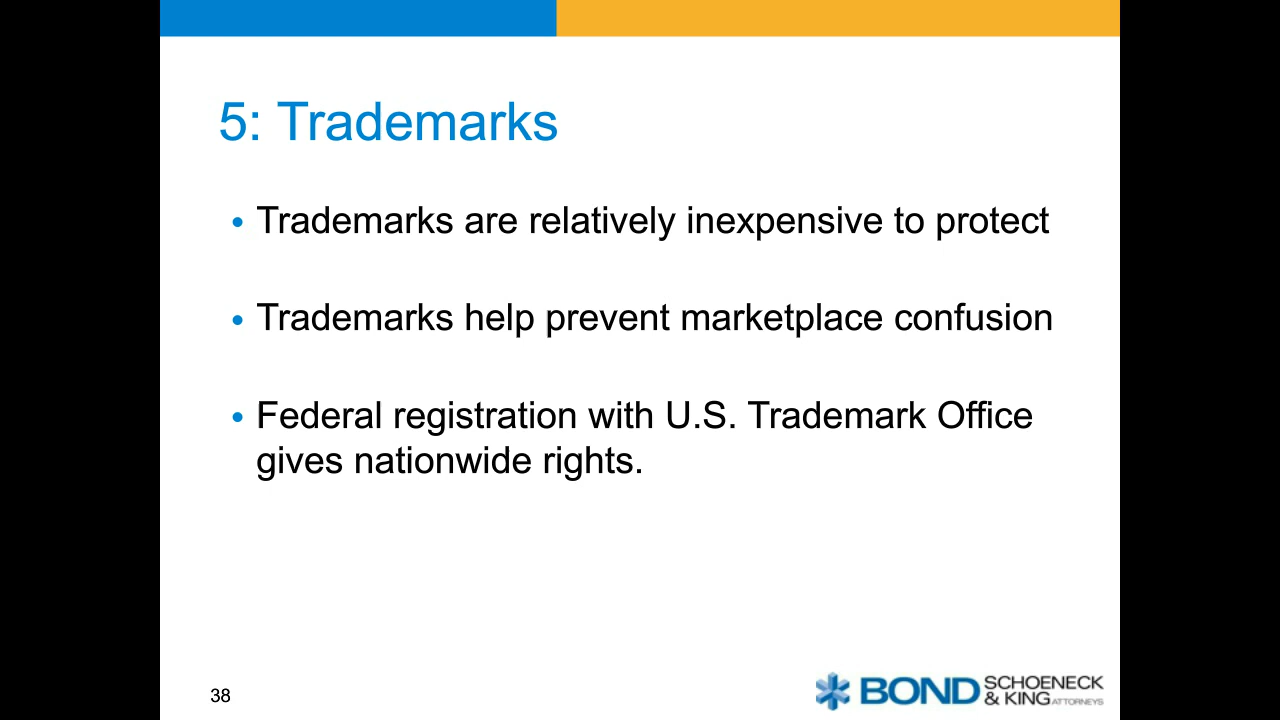 5: Trademarks
• Trademarks are relatively inexpensive to protect
• Trademarks help prevent marketplace confusion
• Federal registration with U.S. Trademark Office
gives nationwide rights.
38
BOND SCHOENECK
& KING ATTORNEYS